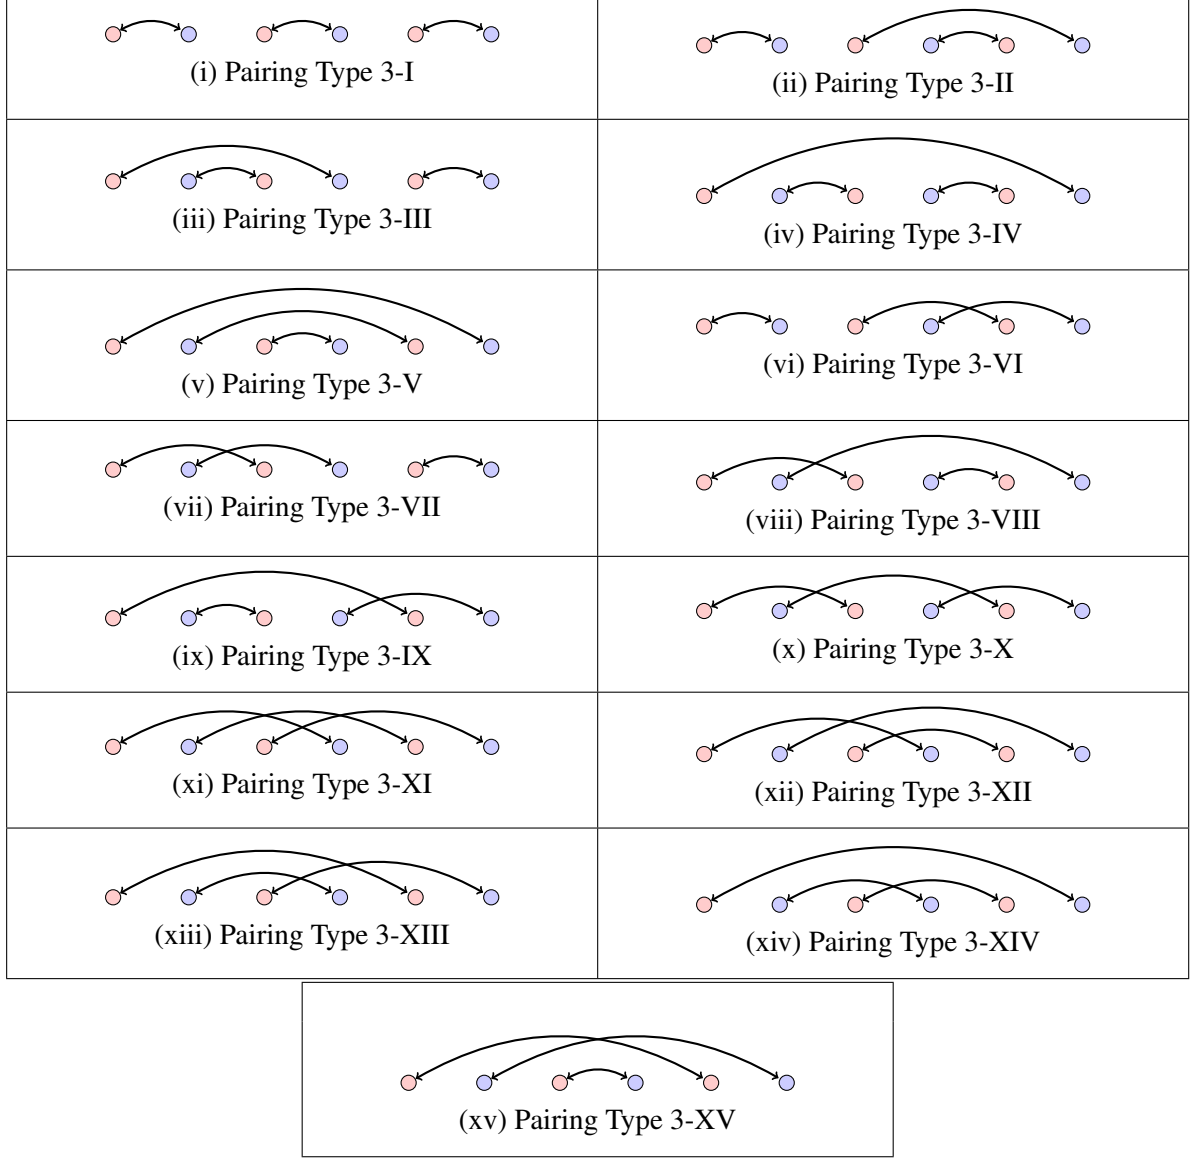 (i) Pairing Type 3-I
(ii) Pairing Type 3-II
(iii) Pairing Type 3-III
(iv) Pairing Type 3-IV
(v) Pairing Type 3-V
(vi) Pairing Type 3-VI
(vii) Pairing Type 3-VII
(viii) Pairing Type 3-VIII
(ix) Pairing Type 3-IX
(x) Pairing Type 3-X
(xi) Pairing Type 3-XI
(xii) Pairing Type 3-XII
(xiii) Pairing Type 3-XIII
(xiv) Pairing Type 3-XIV
(xv) Pairing Type 3-XV